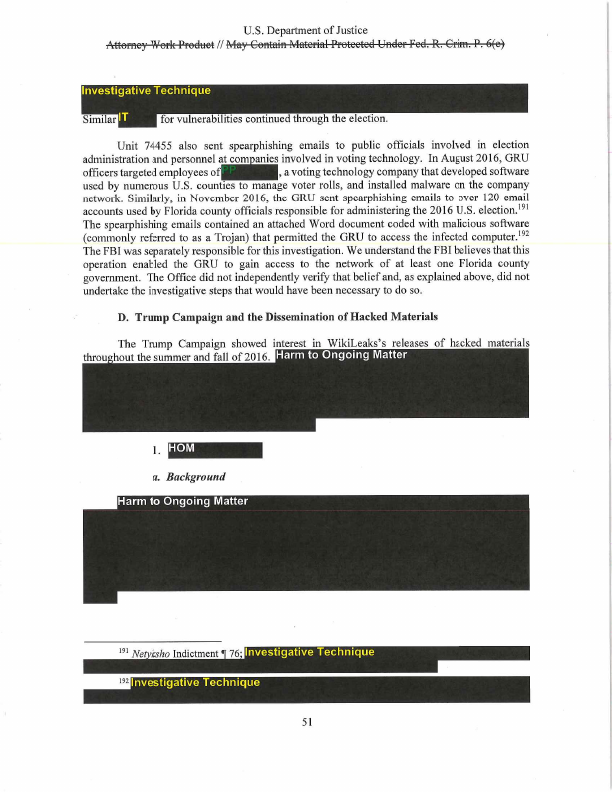 U.S. Department of Justice
Attorney Work Product // May Contain Material Protected Under Fed. R. Crim. P. 6(e)
Investigative Technique
Similar IT for vulnerabilities continued through the election.
Unit 74455 also sent spearphishing emails to public officials involved in election
administration and personnel at companies involved in voting technology. In August 2016, GRU
officers targeted employees of PP , a voting technology company that developed software
used by numerous U.S. counties to manage voter rolls, and installed malware on the company
network. Similarly, in November 2016, the GRU sent spearphishing emails to over 120 email
accounts used by Florida county officials responsible for administering the 2016 U.S. election.191
The spearphishing emails contained an attached Word document coded with malicious software
(commonly referred to as a Trojan) that permitted the GRU to access the infected computer.192
The FBI was separately responsible for this investigation. We understand the FBI believes that this
operation enabled the GRU to gain access to the network of at least one Florida county
government. The Office did not independently verify that belief and, as explained above, did not
undertake the investigative steps that would have been necessary to do so.
D. Trump Campaign and the Dissemination of Hacked Materials
The Trump Campaign showed interest in WikiLeaks's releases of hacked materials
throughout the summer and fall of 2016. Harm to Ongoing Matter
1. HOM
a. Background
Harm to Ongoing Matter
191 Netyksho Indictment ¶ 76; Investigative Technique
192 Investigative Technique
51